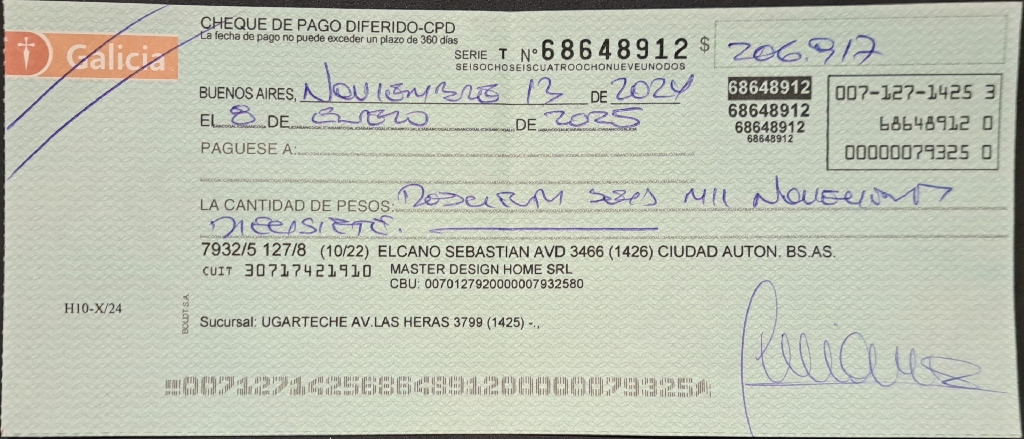 Galicia
CHEQUE DE PAGO DIFERIDO-CPD
La fecha de pago no puede exceder un plazo de 360 días
SERIE T N° 68648912 $ 206.917
SEISOCHOSEISCUATROOCHONUEVEUNODOS
BUENOS AIRES, NOVIEMBRE 13 DE 2024
EL 8 DE ENERO DE 2025
68648912
68648912
68648912
68648912
007-127-1425 3
68648912 0
00000079325 0
PAGUESE A:
LA CANTIDAD DE PESOS: MIL
DIECISIETE.
7932/5 127/8 (10/22) ELCANO SEBASTIAN AVD 3466 (1426) CIUDAD AUTON. BS.AS.
CUIT 30717421910 MASTER DESIGN HOME SRL
CBU: 0070127920000007932580
H10-X/24
BOLDT-S.A
Sucursal: UGARTECHE AV.LAS HERAS 3799 (1425) -.,
00712714256864891200000079325